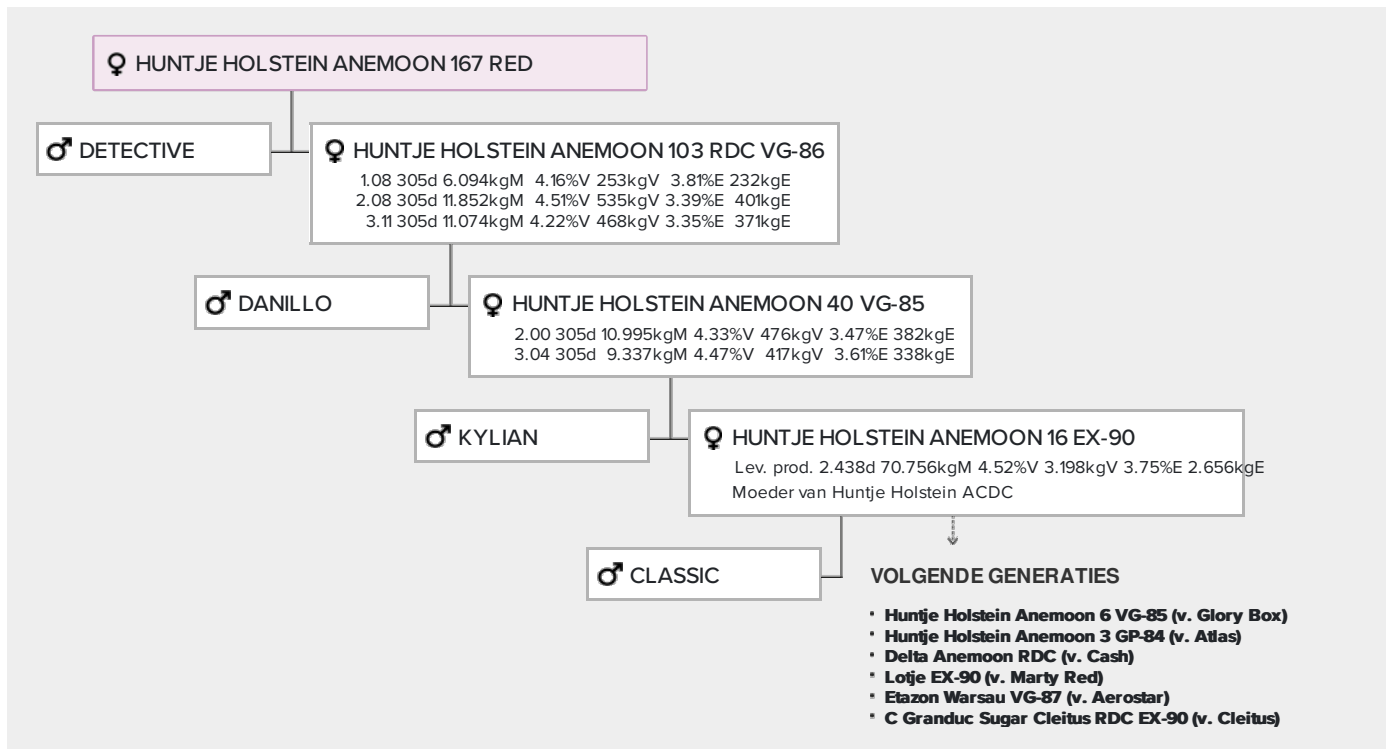 ♀ HUNTJE HOLSTEIN ANEMOON 167 RED
♂ DETECTIVE
♀ HUNTJE HOLSTEIN ANEMOON 103 RDC VG-86
1.08 305d 6.094kgM 4.16%V 253kgV 3.81%E 232kgE
2.08 305d 11.852kgM 4.51%V 535kgV 3.39%E 401kgE
3.11 305d 11.074kgM 4.22%V 468kgV 3.35%E 371kgE
♂ DANILLO
♀ HUNTJE HOLSTEIN ANEMOON 40 VG-85
2.00 305d 10.995kgM 4.33%V 476kgV 3.47%E 382kgE
3.04 305d 9.337kgM 4.47%V 417kgV 3.61%E 338kgE
♂ KYLIAN
♀ HUNTJE HOLSTEIN ANEMOON 16 EX-90
Lev. prod. 2.438d 70.756kgM 4.52%V 3.198kgV 3.75%E 2.656kgE
Moeder van Huntje Holstein ACDC
♂ CLASSIC
VOLGENDE GENERATIES
• Huntje Holstein Anemoon 6 VG-85 (v. Glory Box)
• Huntje Holstein Anemoon 3 GP-84 (v. Atlas)
• Delta Anemoon RDC (v. Cash)
• Lotje EX-90 (v. Marty Red)
• Etazon Warsau VG-87 (v. Aerostar)
• C Granduc Sugar Cleitus RDC EX-90 (v. Cleitus)